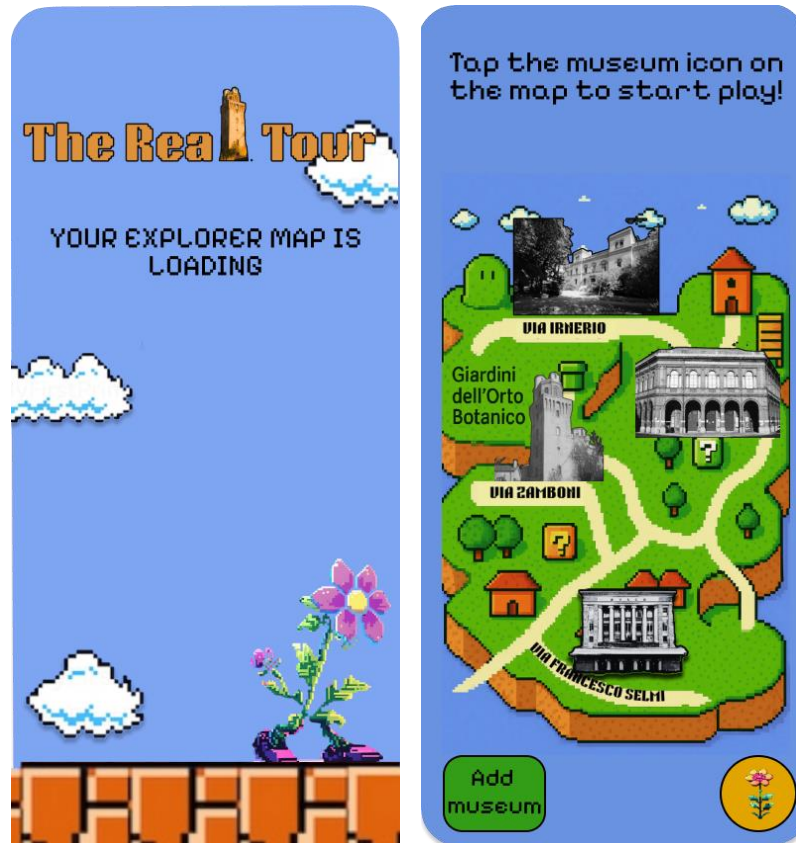 The Real Tour
YOUR EXPLORER MAP IS
LOADING
Tap the museum icon on
the map to start play!
VIA IRNERIO
Giardini
dell'Orto
Botanico
?
VIA ZAMBONI
?
VIA FRANCESCO SELMI
Add
museum